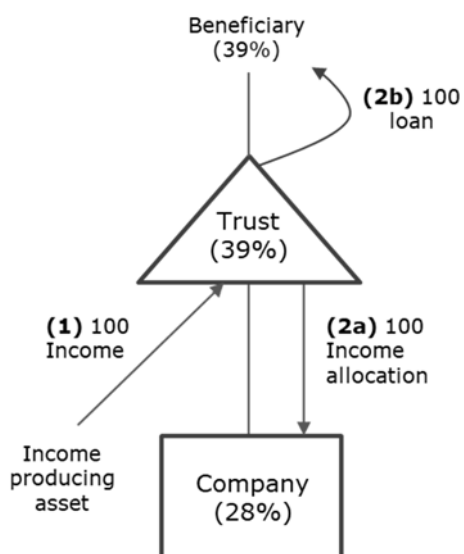 Beneficiary
(39%)
(2b) 100
loan
Trust
(39%)
(1) 100
Income
(2a) 100
Income
allocation
Income
producing
asset
Company
(28%)